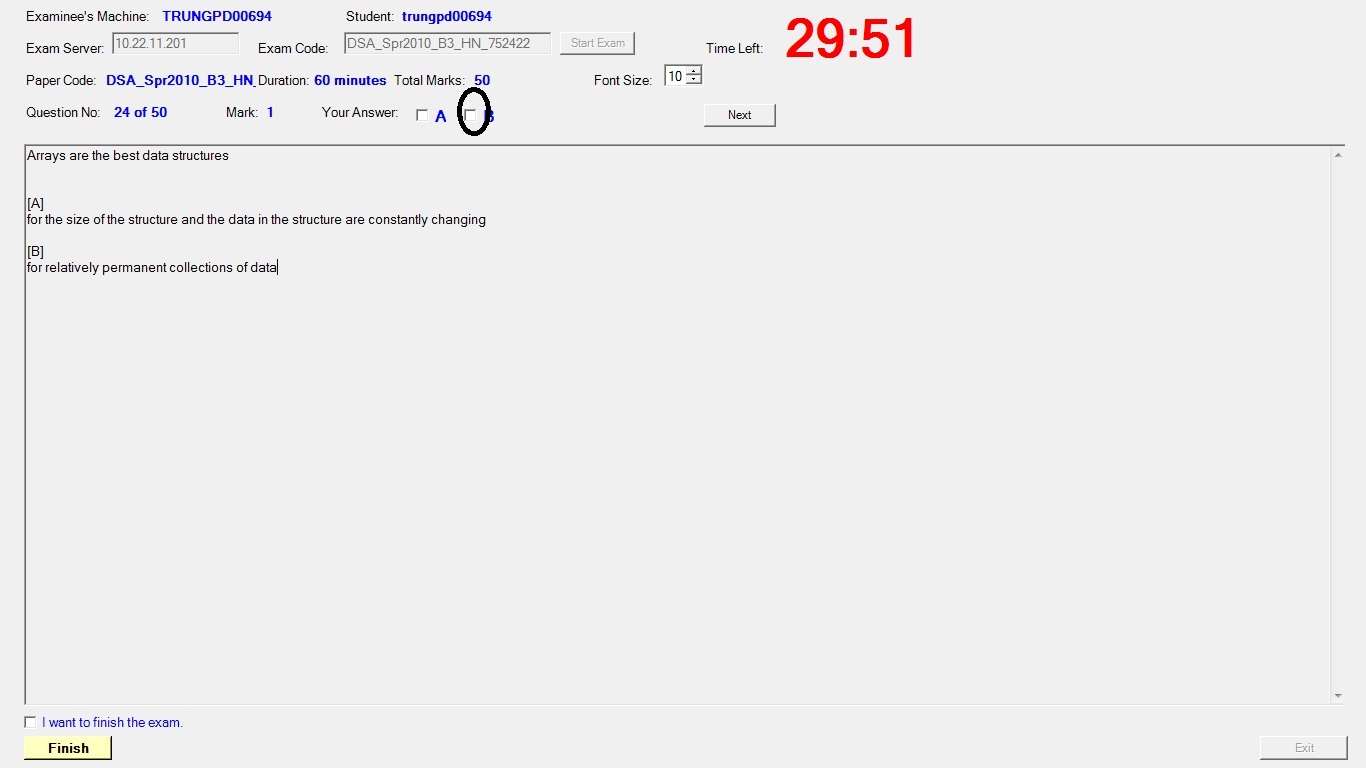 Examinee's Machine: TRUNGPD00694 Student: trungpd00694
Exam Server: 10.22.11.201 Exam Code: DSA_Spr2010_B3_HN_752422 Start Exam Time Left: 29:51
Paper Code: DSA_Spr2010_B3_HN_ Duration: 60 minutes Total Marks: 50 Font Size: 10
Question No: 24 of 50 Mark: 1 Your Answer: A B Next
Arrays are the best data structures
[A]
for the size of the structure and the data in the structure are constantly changing
[B]
for relatively permanent collections of data
I want to finish the exam.
Finish Exit